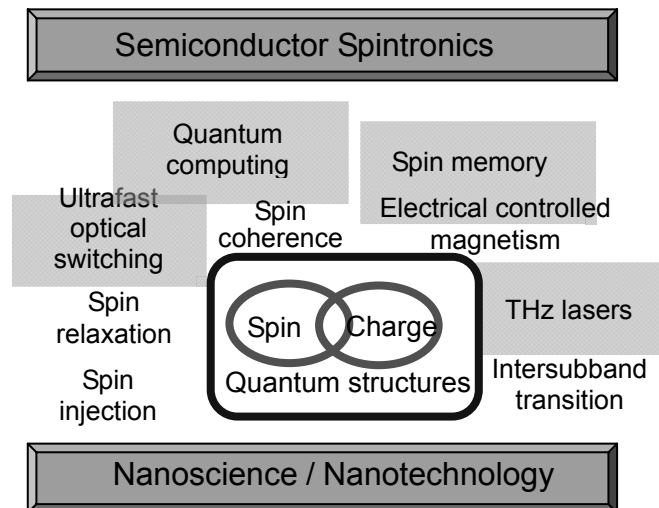 Semiconductor Spintronics
Quantum
computing
Spin memory
Ultrafast
optical
switching
Spin
coherence
Electrical controlled
magnetism
Spin
relaxation
Spin
injection
Spin
Charge
Quantum structures
THz lasers
Intersubband
transition
Nanoscience / Nanotechnology